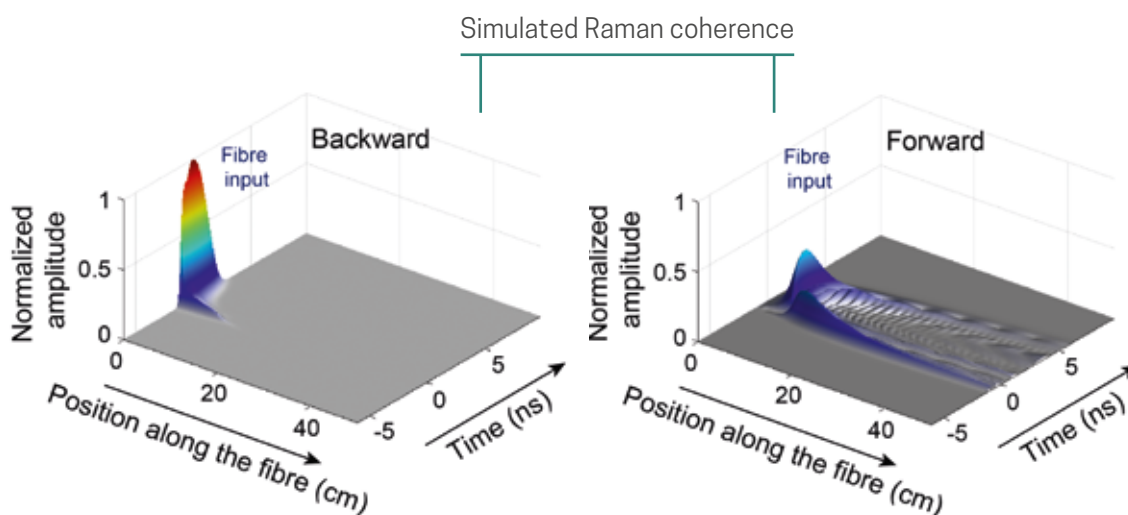 Simulated Raman coherence
Backward
Fibre
input
Normalized
amplitude
1
0.5
0
0
20
40
Position along the fibre (cm)
-5
0
5
Time (ns)
Forward
Fibre
input
Normalized
amplitude
1
0.5
0
0
20
40
Position along the fibre (cm)
-5
0
5
Time (ns)